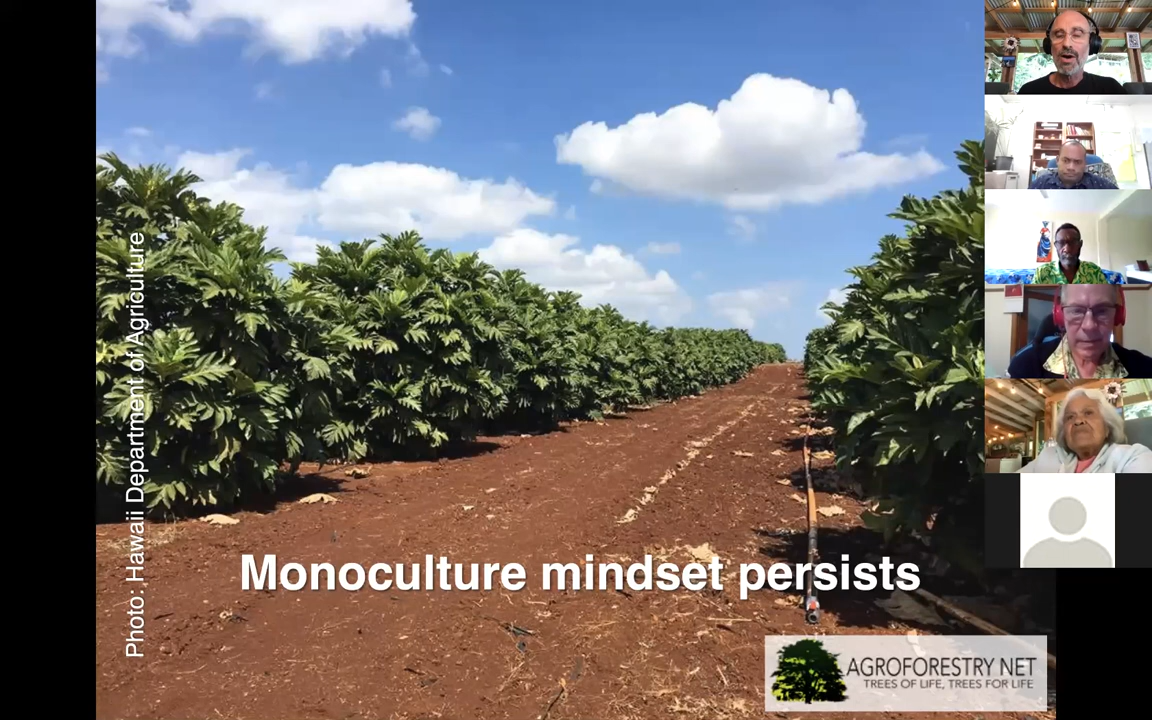 Photo: Hawaii Department of Agriculture
Monoculture mindset persists
AGROFORESTRY NET
TREES OF LIFE, TREES FOR LIFE